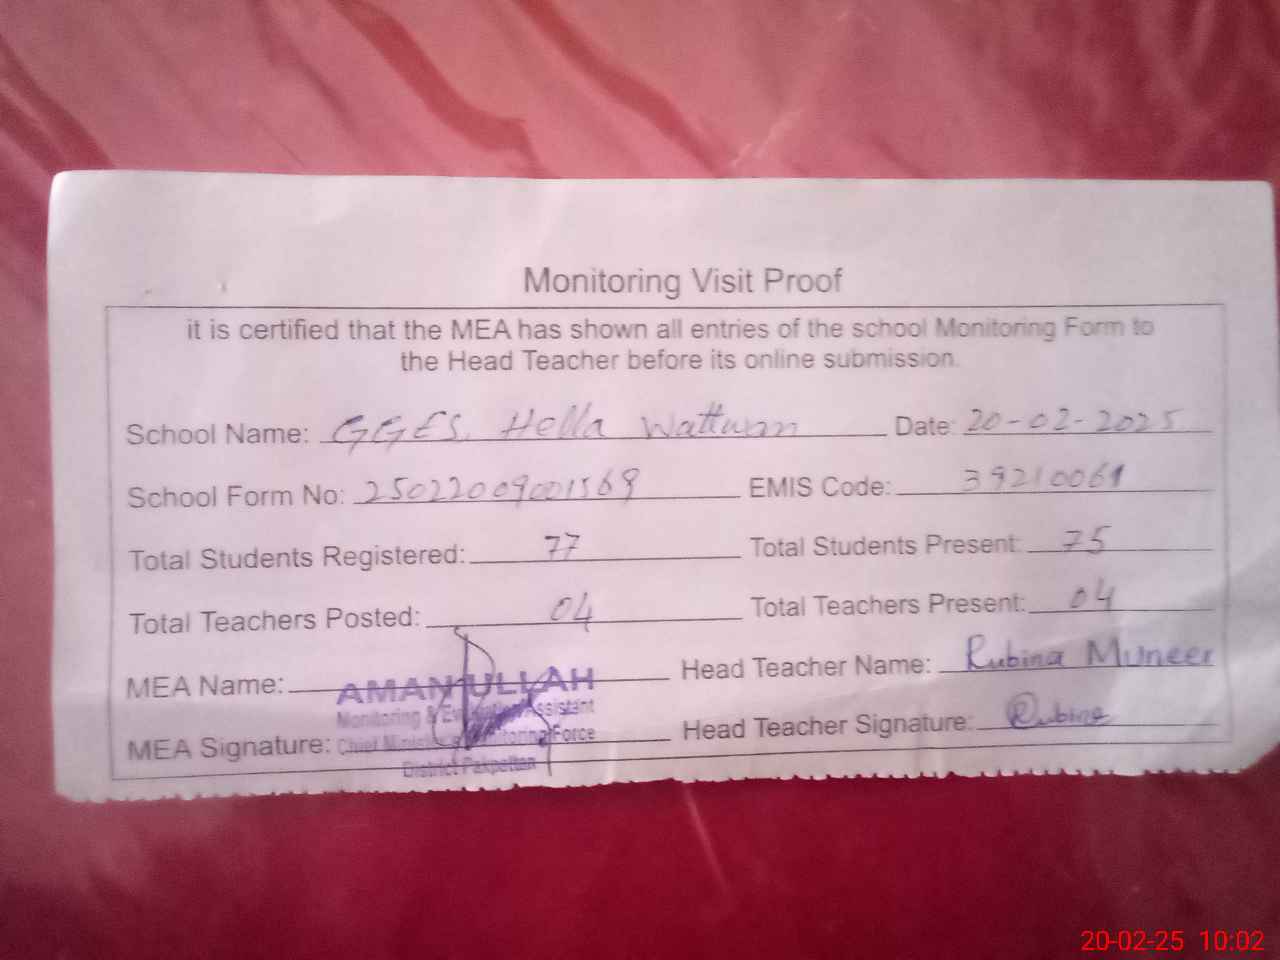 Monitoring Visit Proof
it is certified that the MEA has shown all entries of the school Monitoring Form to
the Head Teacher before its online submission.
School Name: GGES, Hella Wattwan Date: 20-02-2025
School Form No: 25022009001569 EMIS Code: 39210061
Total Students Registered: 77 Total Students Present: 75
Total Teachers Posted: 04 Total Teachers Present: 04
MEA Name: AMAN ULLAH Head Teacher Name: Rubina Muneer
Monitoring & Evaluation Assistant
MEA Signature: Chief Minister's Monitoring Force Head Teacher Signature: Rubina
District Pakpattan
20-02-25 10:02